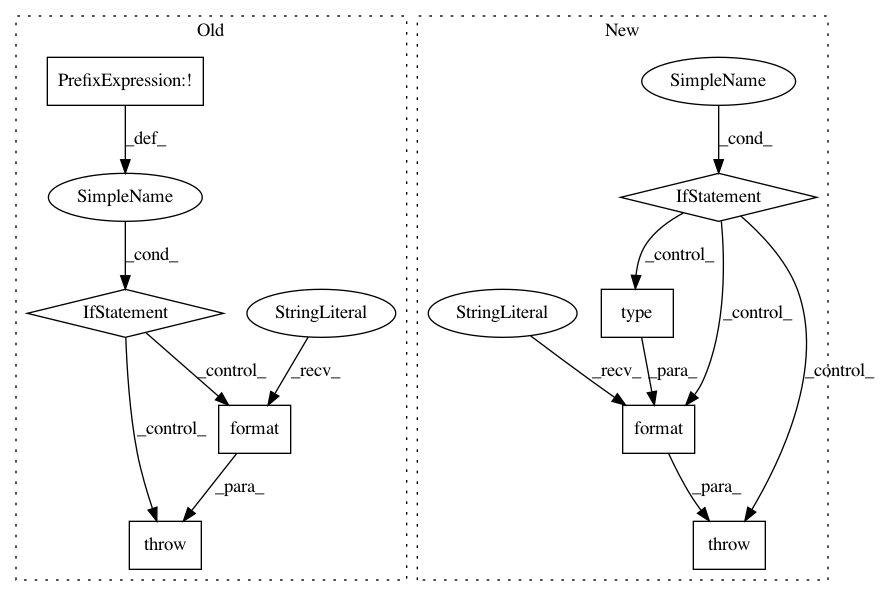 Old
New
PrefixExpression:!
SimpleName
_def_
_cond_
SimpleName
IfStatement
_cond_
_control_
IfStatement
StringLiteral
StringLiteral
type
_control_
_control_
_recv_
_recv_
_para_
_control_
_control_
format
format
_para_
_para_
throw
throw